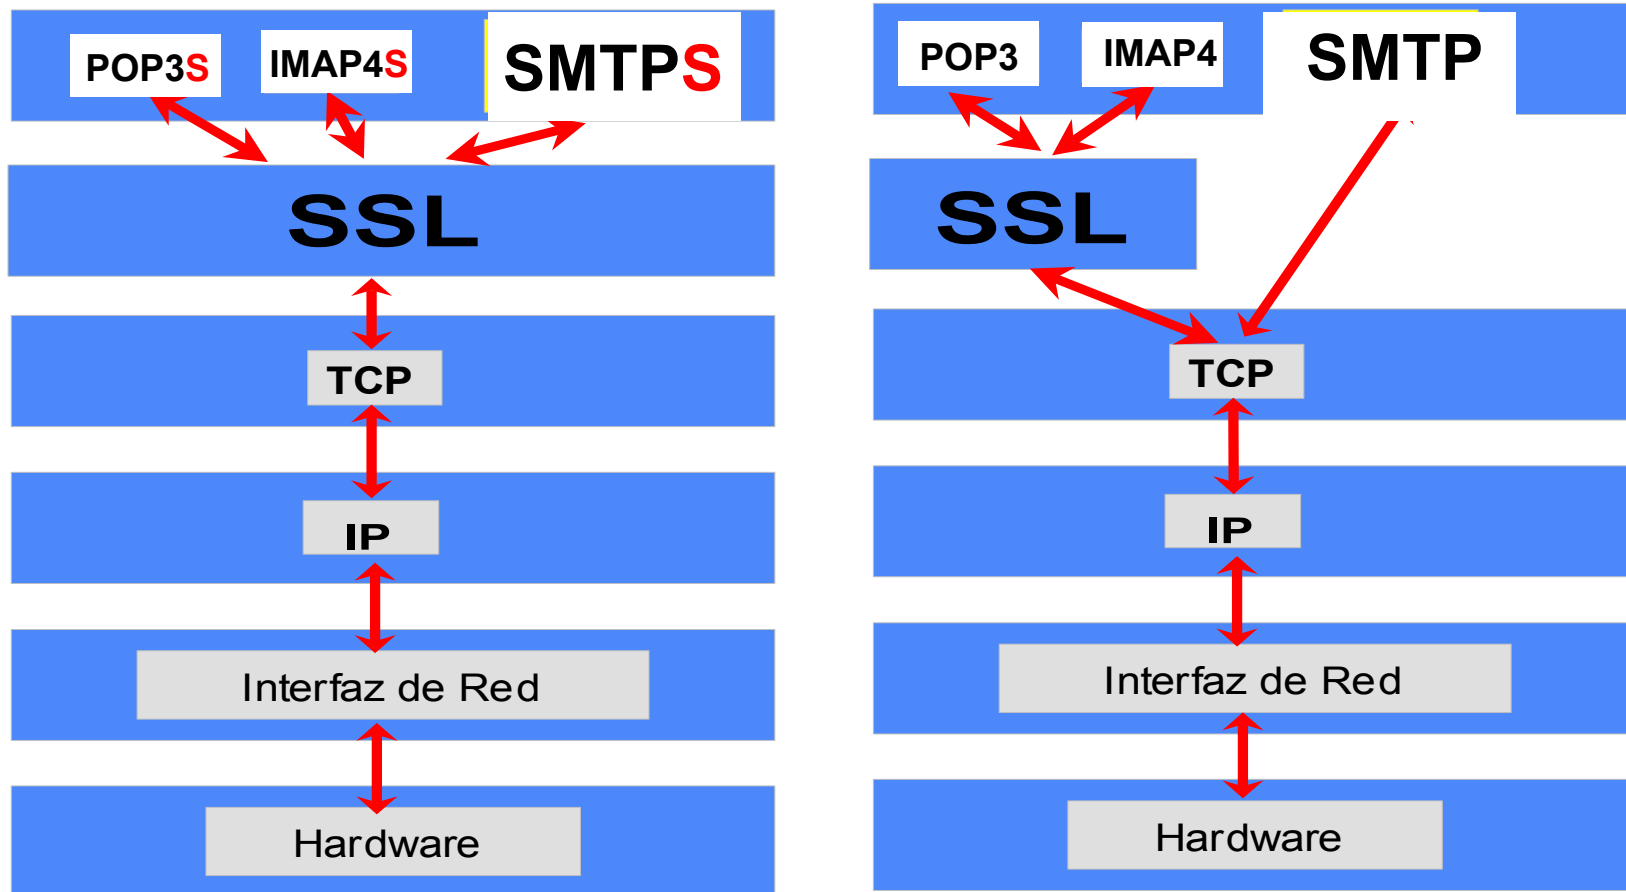 POP3S
IMAP4S
SMTPS
SSL
TCP
IP
Interfaz de Red
Hardware
POP3
IMAP4
SMTP
SSL
TCP
IP
Interfaz de Red
Hardware